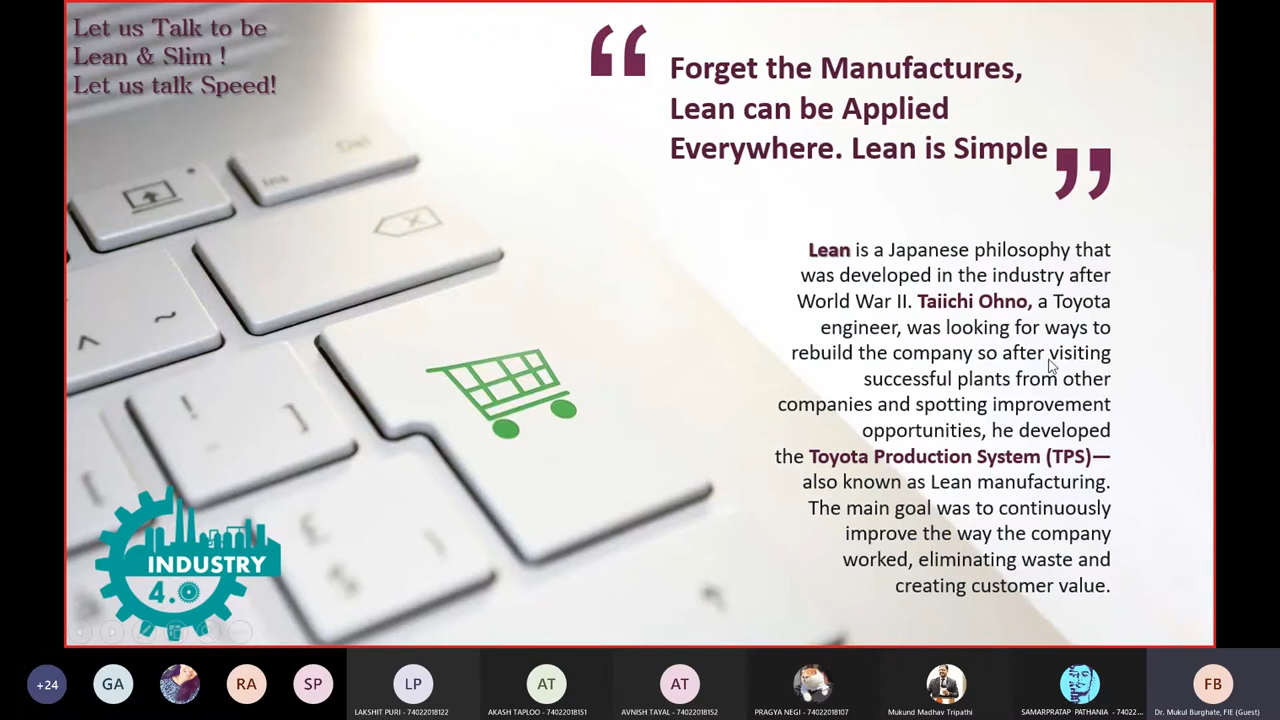 Let us Talk to be
Lean & Slim !
Let us talk Speed!
“
Forget the Manufactures,
Lean can be Applied
Everywhere. Lean is Simple
”
Lean is a Japanese philosophy that
was developed in the industry after
World War II. Taiichi Ohno, a Toyota
engineer, was looking for ways to
rebuild the company so after visiting
successful plants from other
companies and spotting improvement
opportunities, he developed
the Toyota Production System (TPS)—
also known as Lean manufacturing.
The main goal was to continuously
improve the way the company
worked, eliminating waste and
creating customer value.
Del
Ins
^ ~
! ]
£
$
INDUSTRY
4.0
+24
GA
RA
SP
LP
AT
AT
FB
LAKSHIT PURI - 74022018122
AKASH TAPLOO - 74022018151
AVNISH TAYAL - 74022018152
PRAGYA NEGI - 74022018107
Mukund Madhav Tripathi
SAMARPRATAP PATHANIA - 74022...
Dr. Mukul Burghate, FIE (Guest)